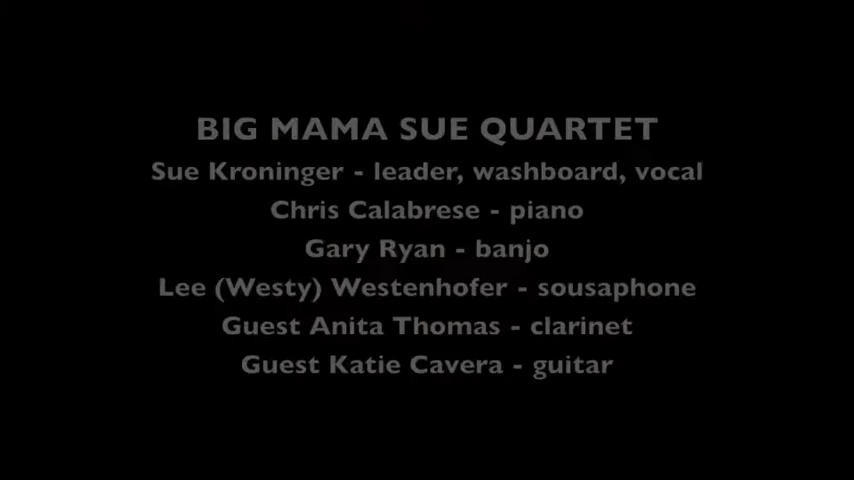 BIG MAMA SUE QUARTET
Sue Kroninger - leader, washboard, vocal
Chris Calabrese - piano
Gary Ryan - banjo
Lee (Westy) Westenhofer - sousaphone
Guest Anita Thomas - clarinet
Guest Katie Cavera - guitar